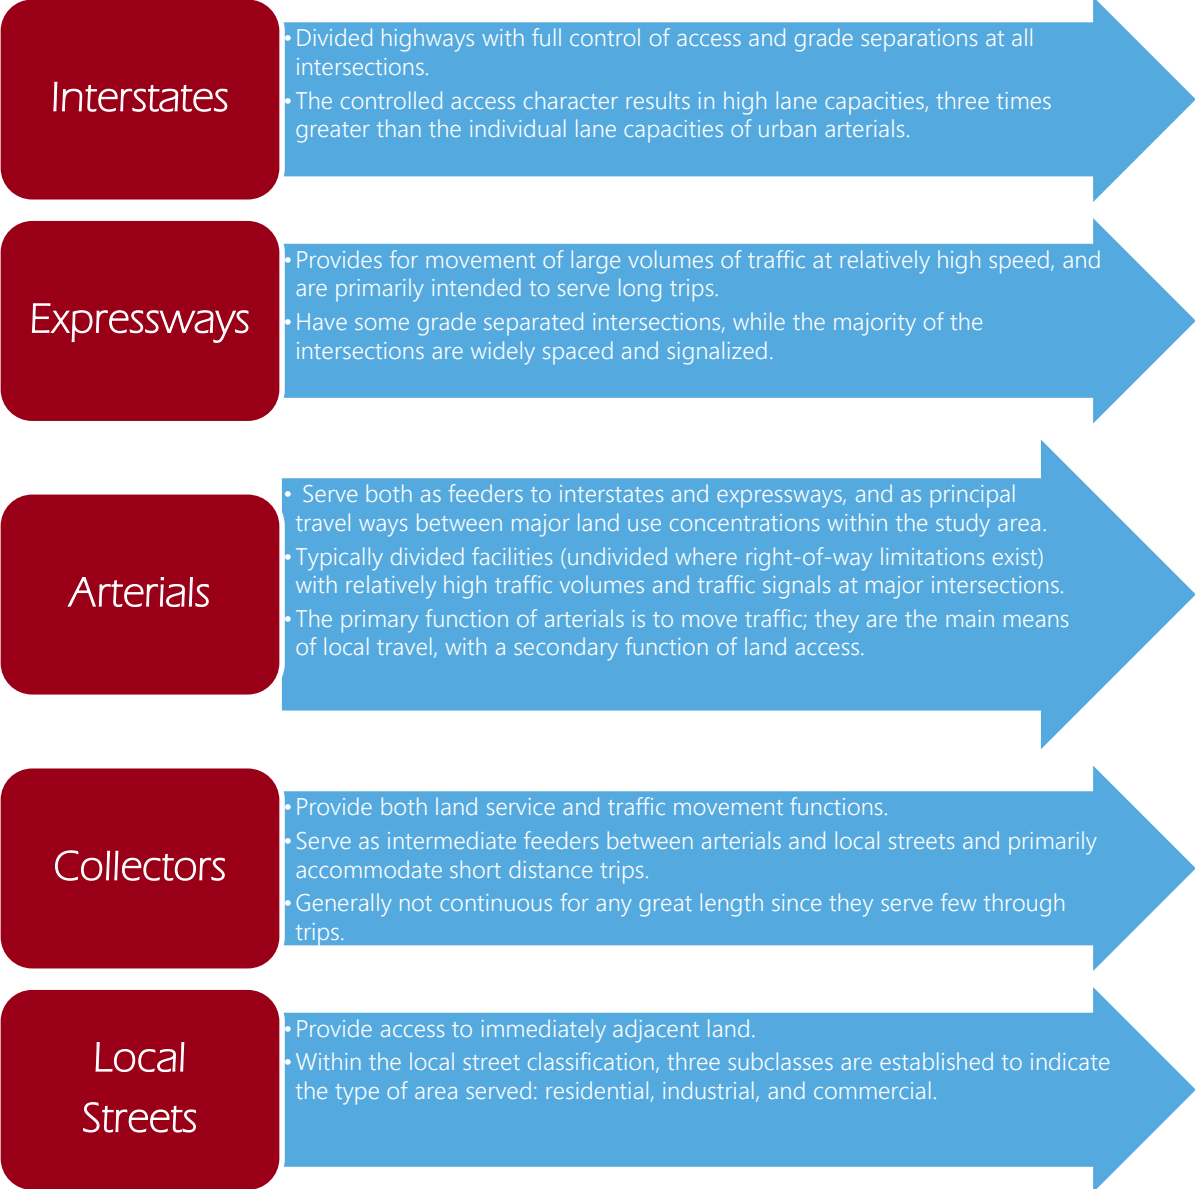 Interstates
• Divided highways with full control of access and grade separations at all
intersections.
• The controlled access character results in high lane capacities, three times
greater than the individual lane capacities of urban arterials.
Expressways
• Provides for movement of large volumes of traffic at relatively high speed, and
are primarily intended to serve long trips.
• Have some grade separated intersections, while the majority of the
intersections are widely spaced and signalized.
Arterials
• Serve both as feeders to interstates and expressways, and as principal
travel ways between major land use concentrations within the study area.
• Typically divided facilities (undivided where right-of-way limitations exist)
with relatively high traffic volumes and traffic signals at major intersections.
• The primary function of arterials is to move traffic; they are the main means
of local travel, with a secondary function of land access.
Collectors
• Provide both land service and traffic movement functions.
• Serve as intermediate feeders between arterials and local streets and primarily
accommodate short distance trips.
• Generally not continuous for any great length since they serve few through
trips.
Local
Streets
• Provide access to immediately adjacent land.
• Within the local street classification, three subclasses are established to indicate
the type of area served: residential, industrial, and commercial.